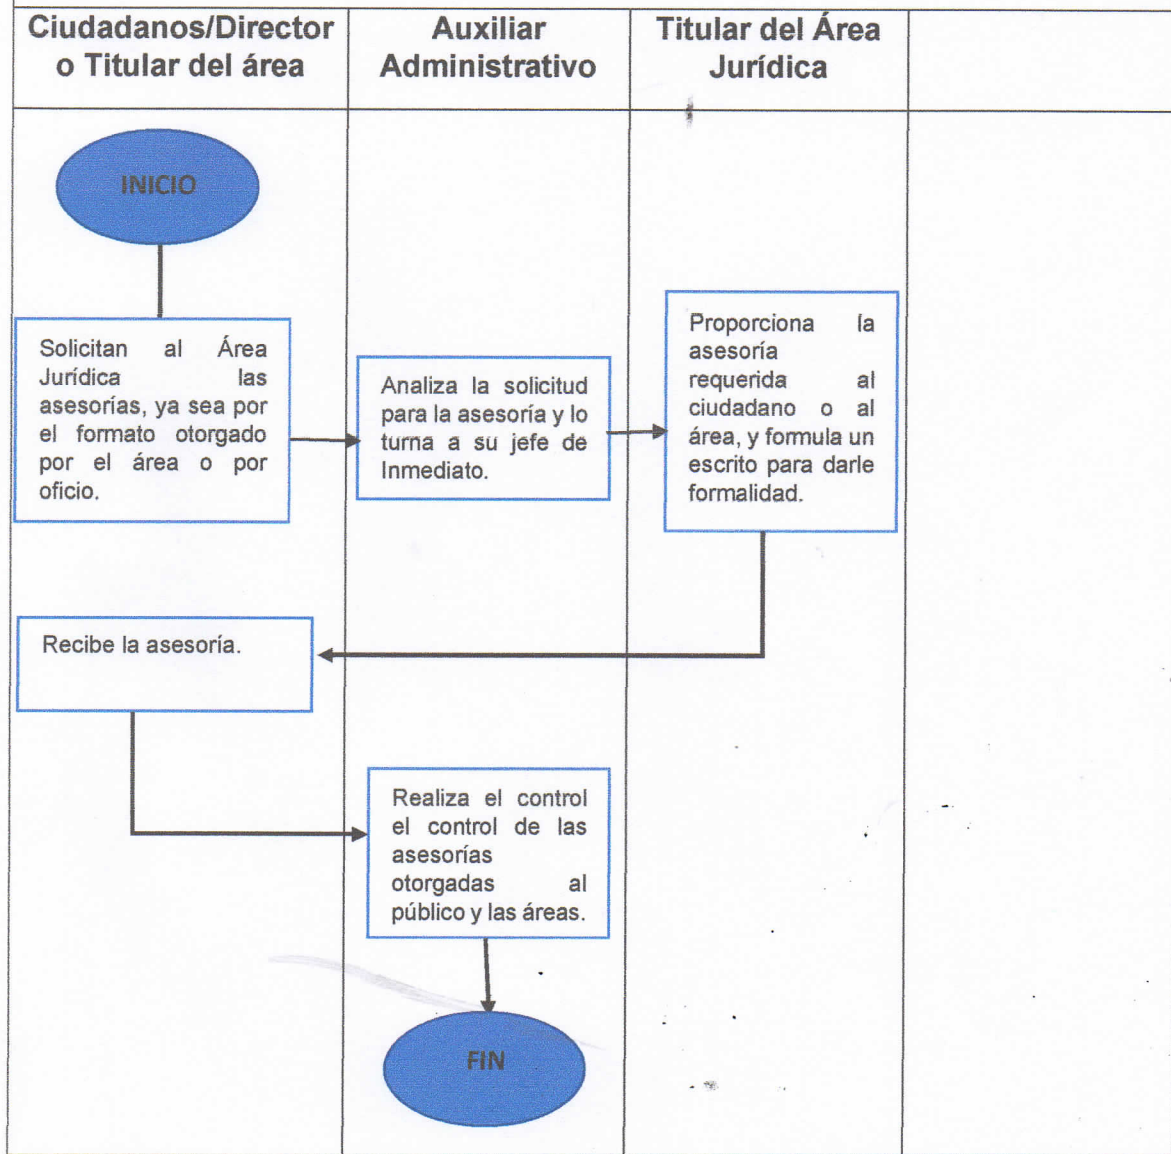 Ciudadanos/Director
o Titular del área
Auxiliar
Administrativo
Titular del Área
Jurídica
INICIO
Solicitan al Área
Jurídica las
asesorías, ya sea por
el formato otorgado
por el área o por
oficio.
Analiza la solicitud
para la asesoría y lo
turna a su jefe de
Inmediato.
Proporciona la
asesoría
requerida al
ciudadano o al
área, y formula un
escrito para darle
formalidad.
Recibe la asesoría.
Realiza el control
el control de las
asesorías
otorgadas al
público y las áreas.
FIN